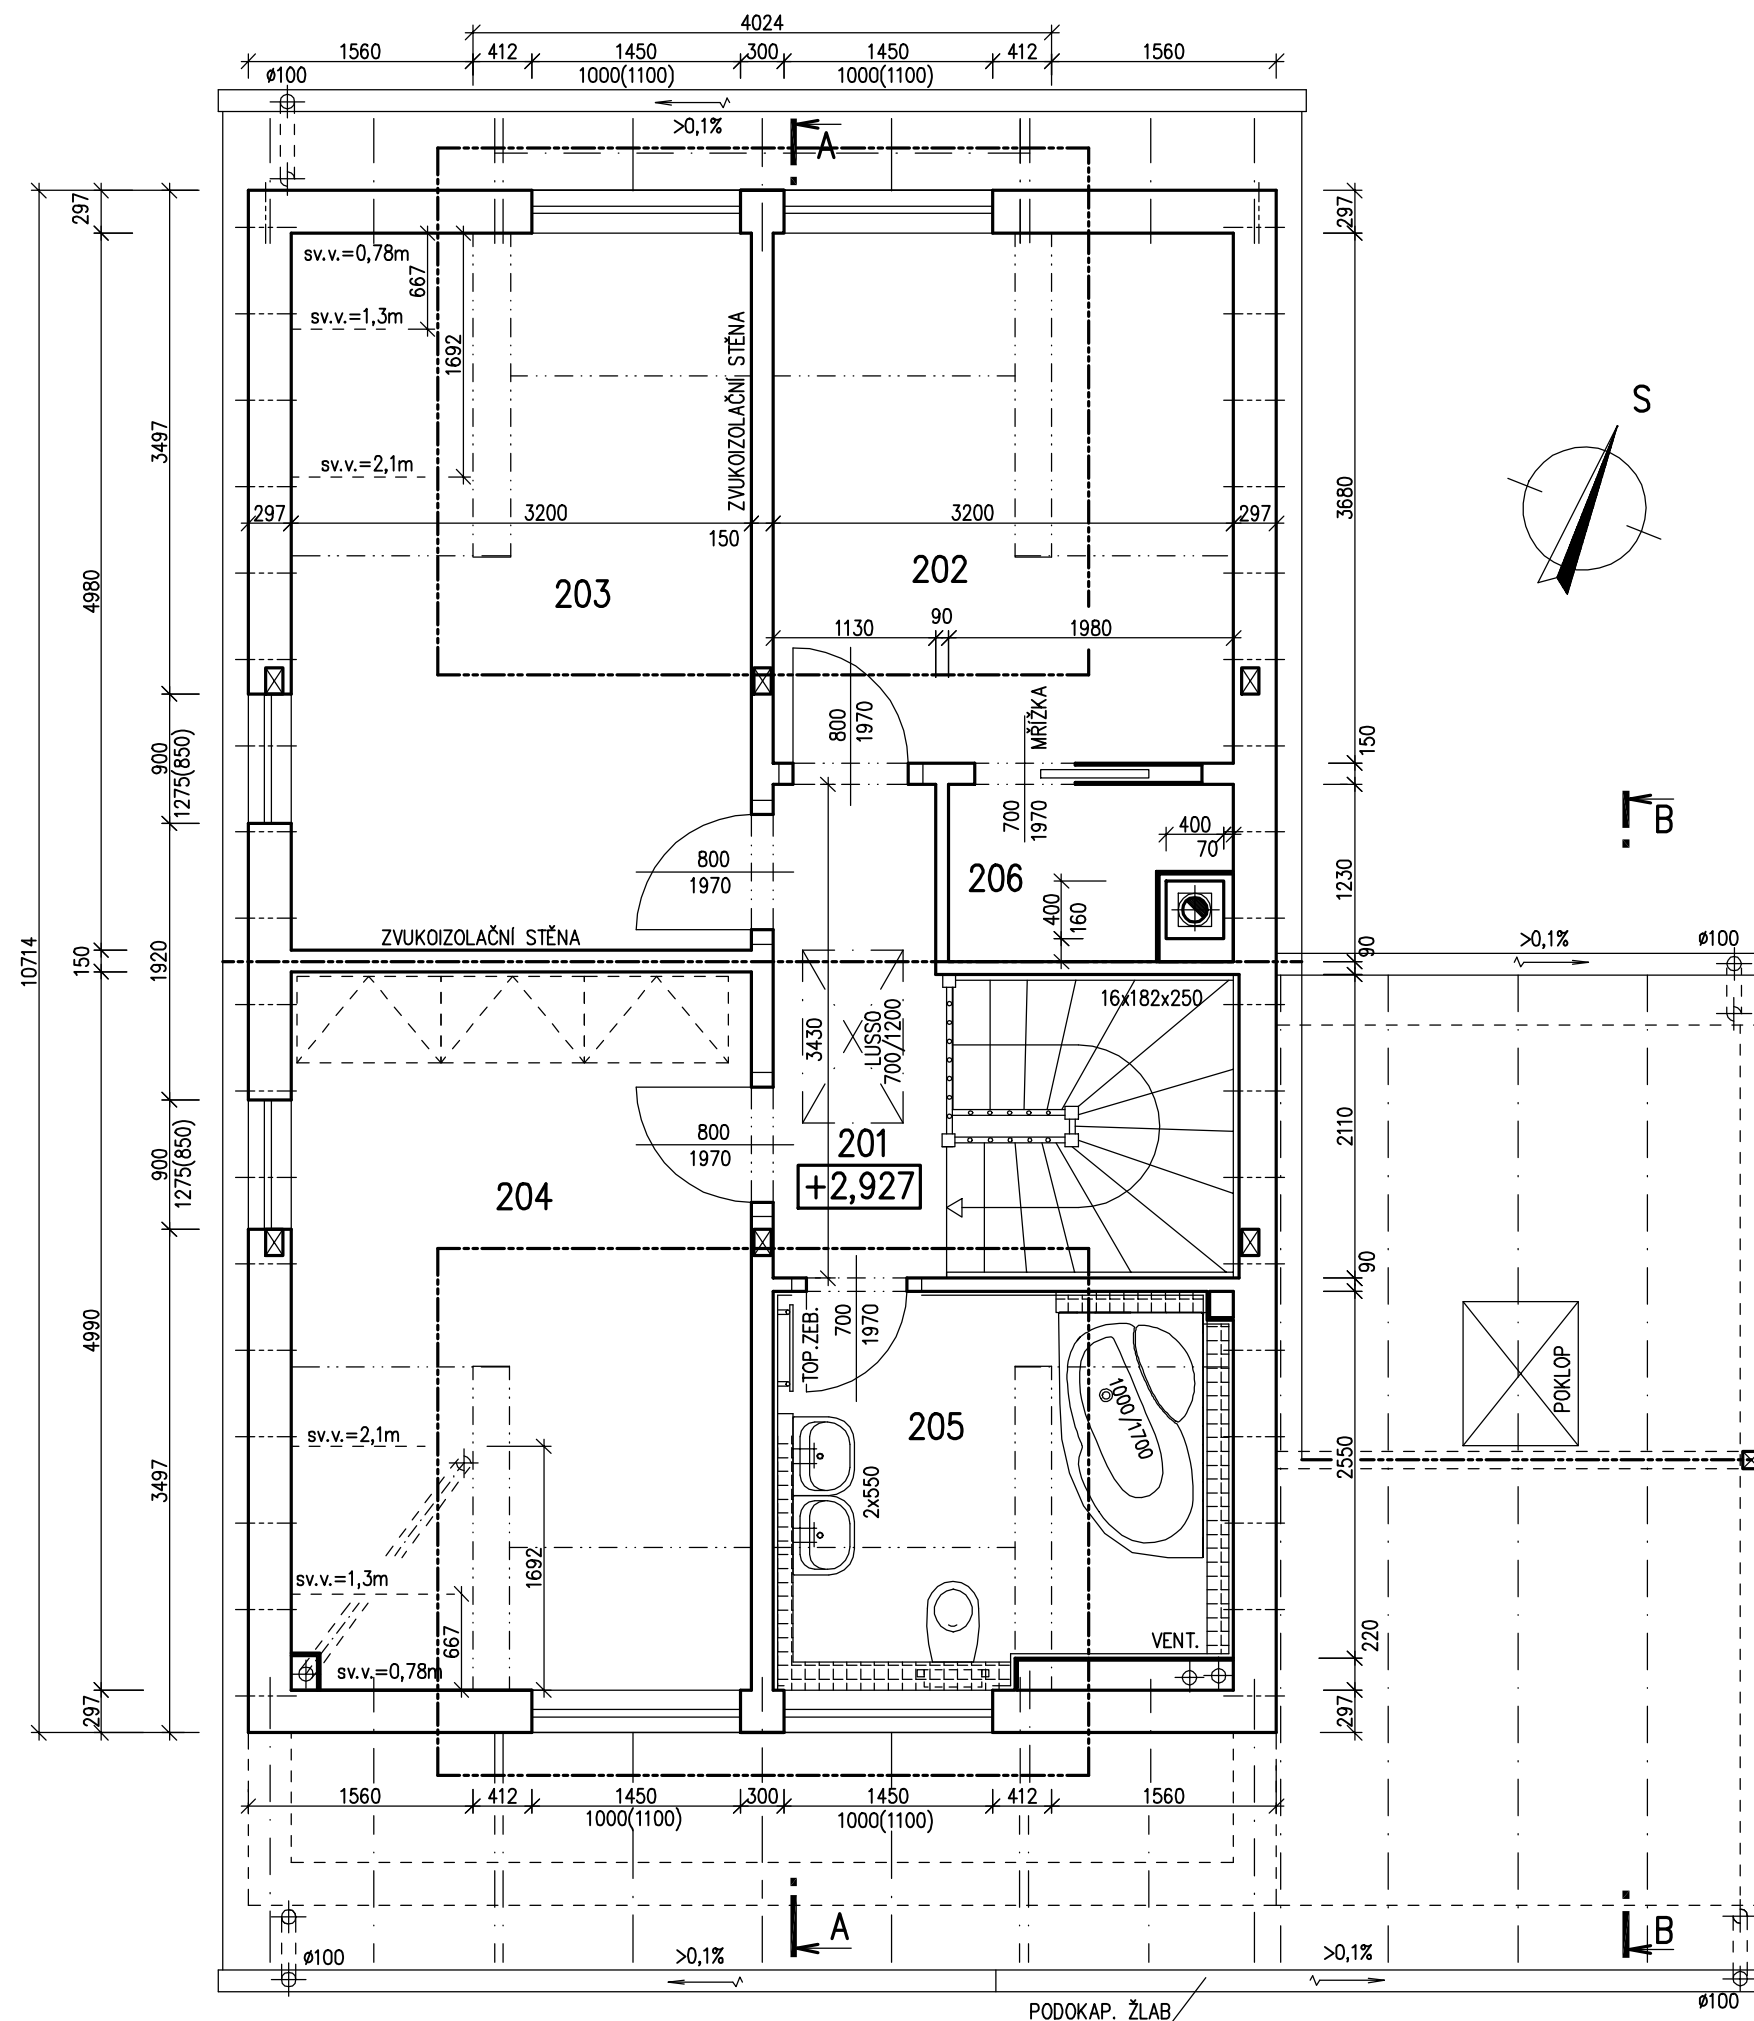 4024
1560 412 1450 300 1450 412 1560
ø100 1000(1100) 1000(1100)
>0,1%
A
297
297
sv.v.=0,78m
667
sv.v.=1,3m
1692
ZVUKOIZOLAČNÍ STĚNA
S
3497
sv.v.=2,1m
3680
297 3200 3200 297
150
4980
203
202
90
1130 1980
MŘÍŽKA
800
1970
150
900
1275(850)
700
1970
B
400
70
800
1970
206
1230
400
160
10714
150
1920
ZVUKOIZOLAČNÍ STĚNA
90
>0,1% ø100
16x182x250
3430
LUSSO
700/1200
900
1275(850)
800
1970
201
+2,927
204
2110
90
4990
TOP.ZEB.
700
1970
POKLOP
1000/1700
205
sv.v.=2,1m
3497
2x550
2550
1692
sv.v.=1,3m
667
VENT.
220
sv.v.=0,78m
297
297
1560 412 1450 300 1450 412 1560
1000(1100) 1000(1100)
A
B
ø100
>0,1%
>0,1%
ø100
PODOKAP. ŽLAB